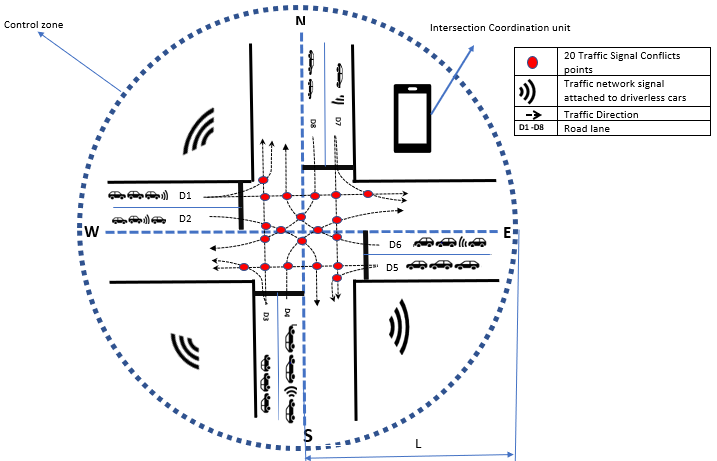 Control zone
N
Intersection Coordination unit
20 Traffic Signal Conflicts
points
Traffic network signal
attached to driverless cars
Traffic Direction
D1 -D8
Road lane
D8
D7
D1
D2
W
E
D6
D5
D3
D4
S
L